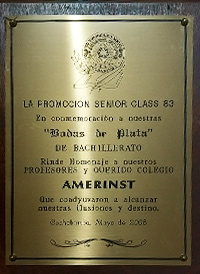 LA PROMOCION SENIOR CLASS 83
En conmemoración a nuestras
"Bodas de Plata"
DE BACHILLERATO
Rinde Homenaje a nuestros
PROFESORES y QUERIDO COLEGIO
AMERINST
Que coadyuvaron a alcanzar
nuestras ilusiones y destino.
Cochabamba, Mayo de 2008